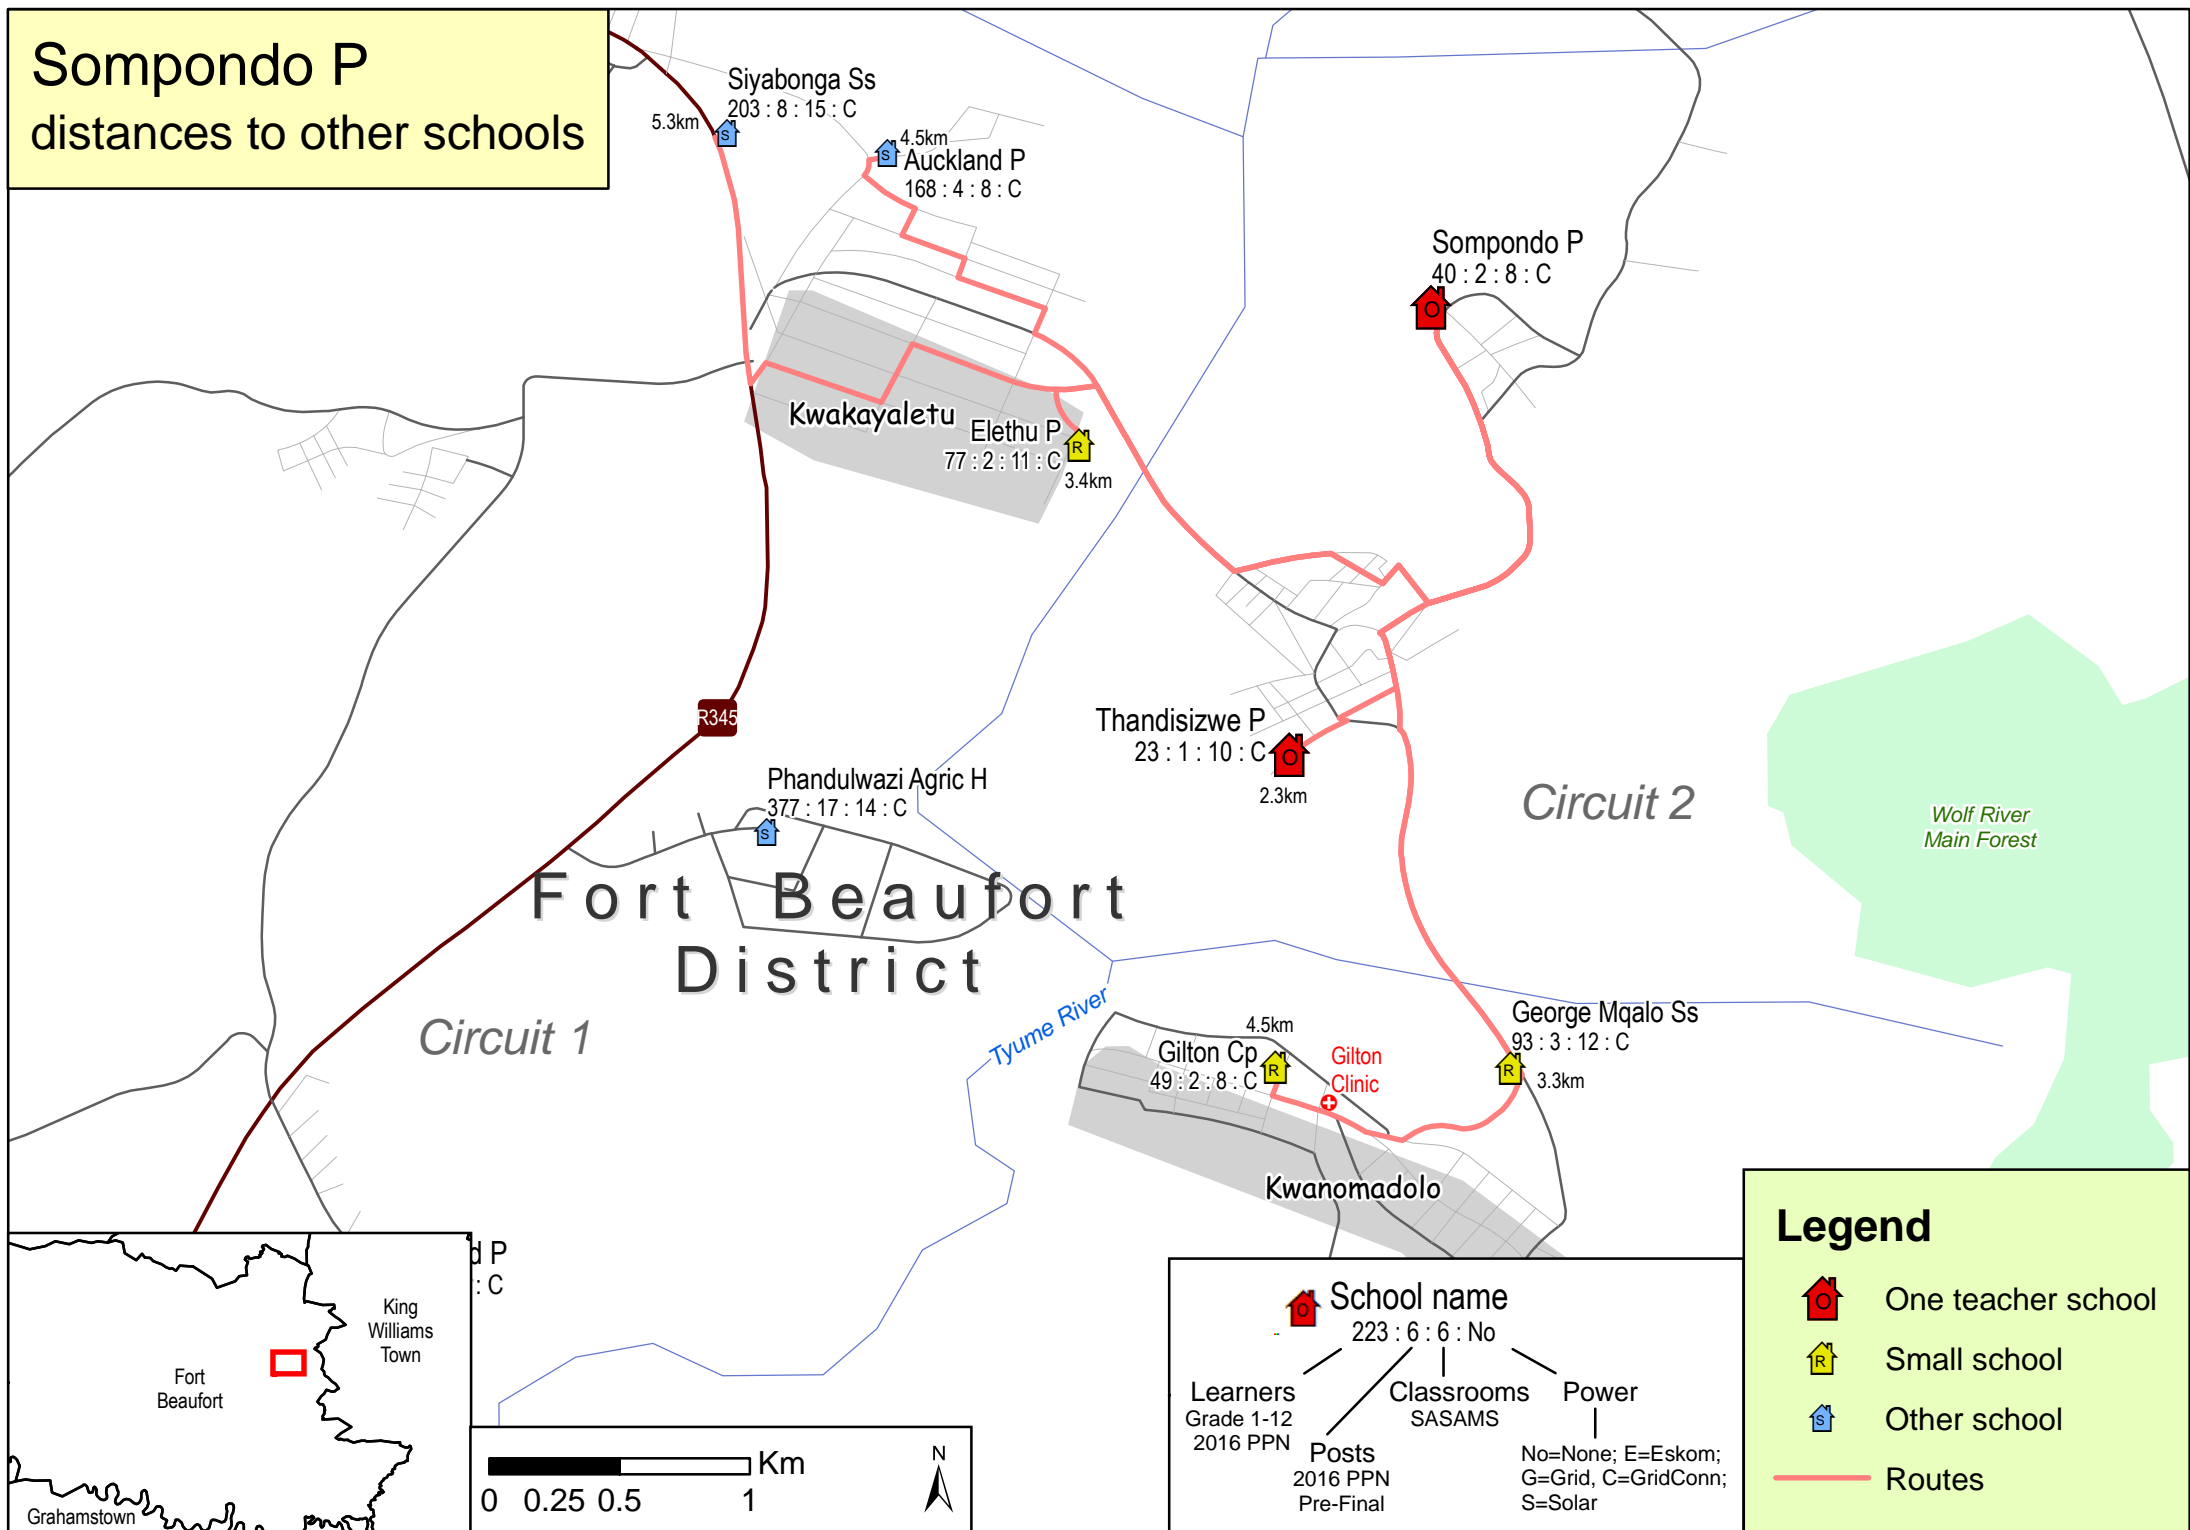 Sompondo P
distances to other schools
Siyabonga Ss
203 : 8 : 15 : C
5.3km
S
4.5km
S
Auckland P
168 : 4 : 8 : C
Sompondo P
40 : 2 : 8 : C
O
Kwakayaletu
Elethu P
77 : 2 : 11 : C
R
3.4km
R345
Thandisizwe P
23 : 1 : 10 : C
O
2.3km
Phandulwazi Agric H
377 : 17 : 14 : C
S
Circuit 2
Wolf River
Main Forest
Fort Beaufort
District
Circuit 1
Tyume River
George Mqalo Ss
93 : 3 : 12 : C
R
3.3km
4.5km
Gilton Cp
49 : 2 : 8 : C
R
Gilton
Clinic
Kwanomadolo
d P
: C
King
Williams
Town
Fort
Beaufort
Grahamstown
Km
0 0.25 0.5 1
N
O
School name
223 : 6 : 6 : No
Learners
Grade 1-12
2016 PPN
Posts
2016 PPN
Pre-Final
Classrooms
SASAMS
Power
No=None; E=Eskom;
G=Grid, C=GridConn;
S=Solar
Legend
O
One teacher school
R
Small school
S
Other school
Routes